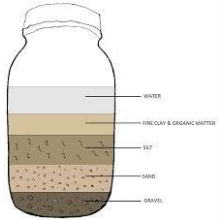 WATER
FINE CLAY & ORGANIC MATTER
SILT
SAND
GRAVEL